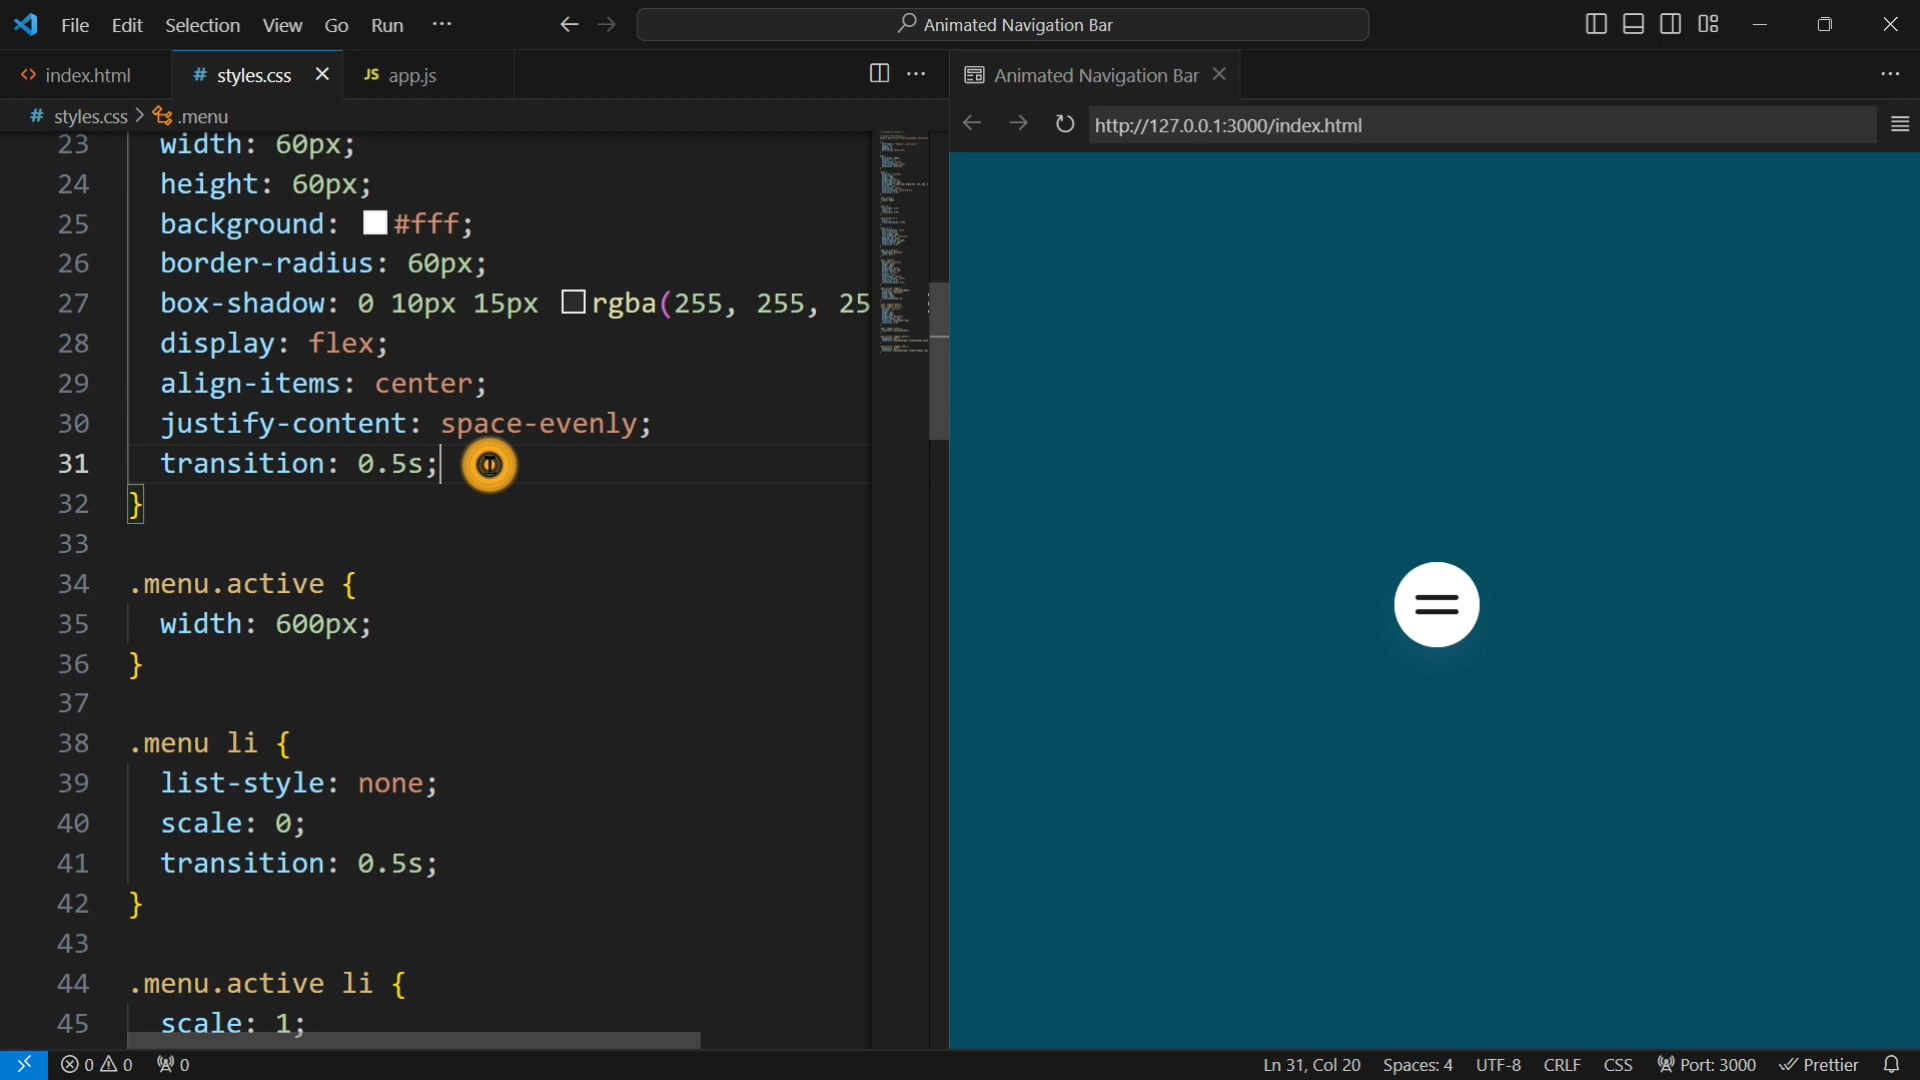 File Edit Selection View Go Run ··· Animated Navigation Bar
index.html # styles.css JS app.js
Animated Navigation Bar
# styles.css > .menu
http://127.0.0.1:3000/index.html
23 width: 60px;
24 height: 60px;
25 background: #fff;
26 border-radius: 60px;
27 box-shadow: 0 10px 15px rgba(255, 255, 25
28 display: flex;
29 align-items: center;
30 justify-content: space-evenly;
31 transition: 0.5s;
32 }
33
34 .menu.active {
35 width: 600px;
36 }
37
38 .menu li {
39 list-style: none;
40 scale: 0;
41 transition: 0.5s;
42 }
43
44 .menu.active li {
45 scale: 1;
0 0 0 Ln 31, Col 20 Spaces: 4 UTF-8 CRLF CSS Port: 3000 Prettier